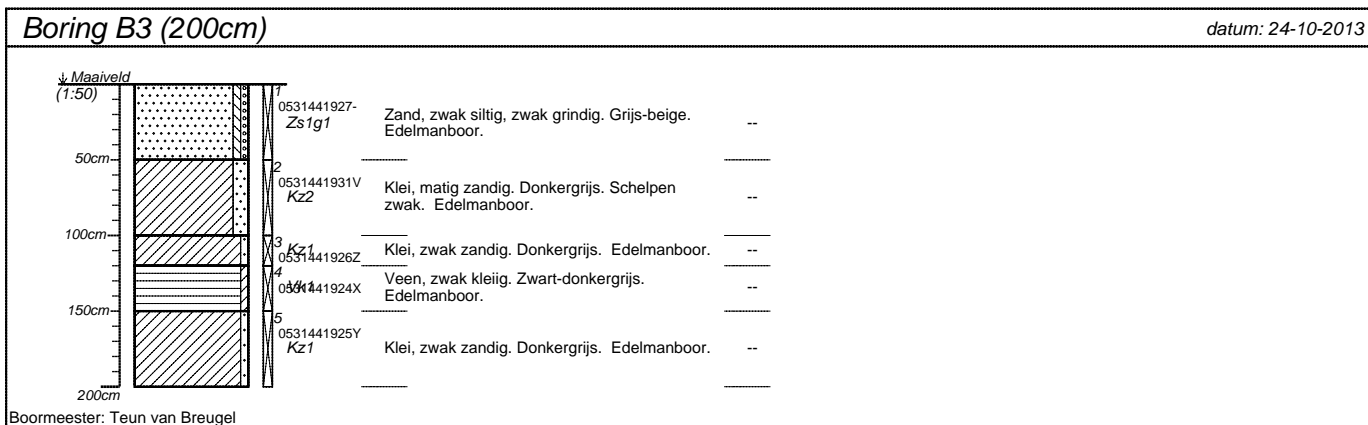 Boring B3 (200cm)
datum: 24-10-2013
Maaiveld
(1:50)
1
0531441927-
Zs1g1
Zand, zwak siltig, zwak grindig. Grijs-beige.
Edelmanboor.
--
50cm
2
0531441931V
Kz2
Klei, matig zandig. Donkergrijs. Schelpen
zwak. Edelmanboor.
--
100cm
3
Kz1
0531441926Z
Klei, zwak zandig. Donkergrijs. Edelmanboor.
--
4
0531441924X
Vk1
Veen, zwak kleiig. Zwart-donkergrijs.
Edelmanboor.
--
150cm
5
0531441925Y
Kz1
Klei, zwak zandig. Donkergrijs. Edelmanboor.
--
200cm
Boormeester: Teun van Breugel